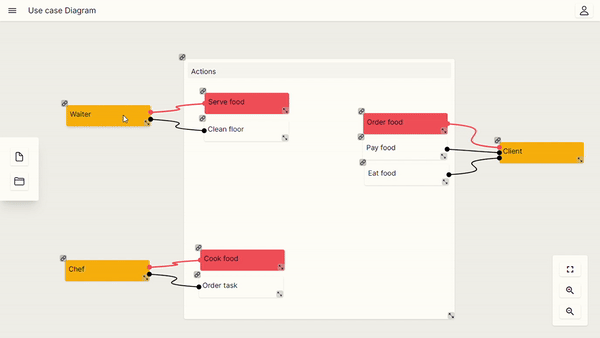 Use case Diagram
Actions
Waiter
Serve food
Clean floor
Order food
Pay food
Eat food
Client
Chef
Cook food
Order task